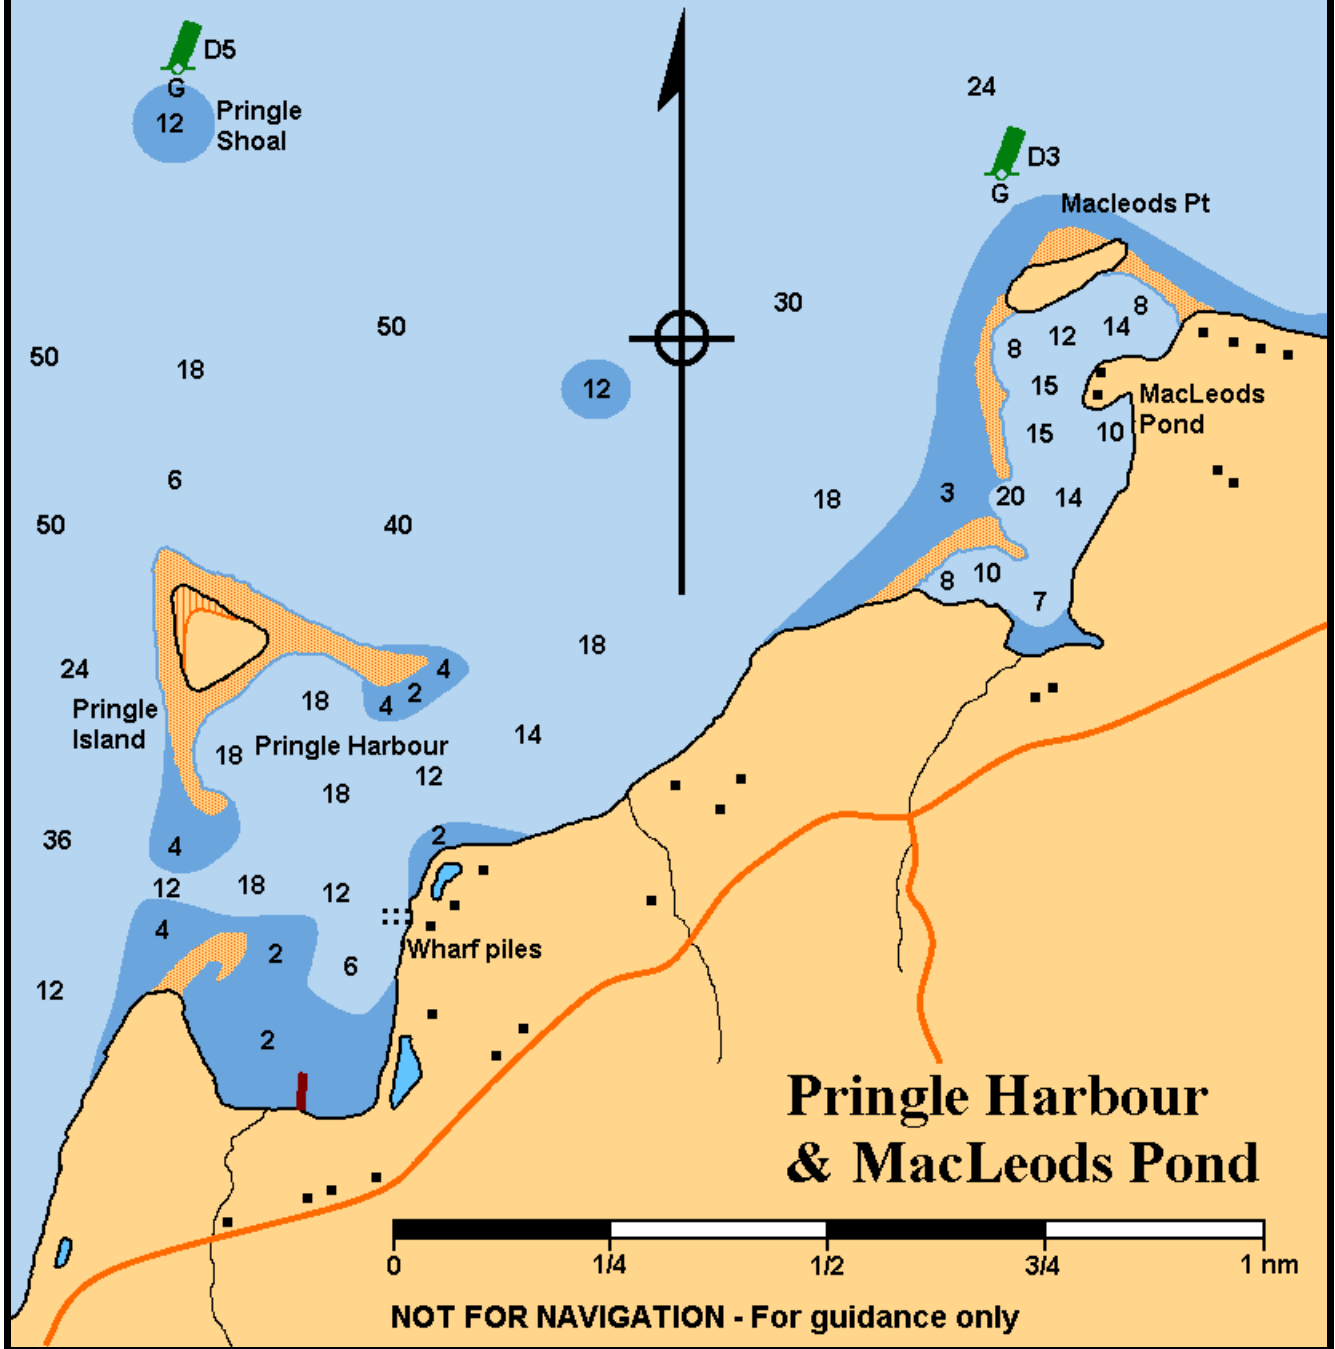 D5
G
12
Pringle
Shoal
24
D3
G
Macleods Pt
30
8
50
12
14
50
8
18
12
15
MacLeods
Pond
15
10
6
3
20
14
18
50
40
10
8
7
18
24
4
18
2
4
Pringle
Island
14
18
Pringle Harbour
12
18
2
36
4
12
18
12
4
Wharf piles
2
6
12
2
Pringle Harbour
& MacLeods Pond
0
1/4
1/2
3/4
1 nm
NOT FOR NAVIGATION - For guidance only